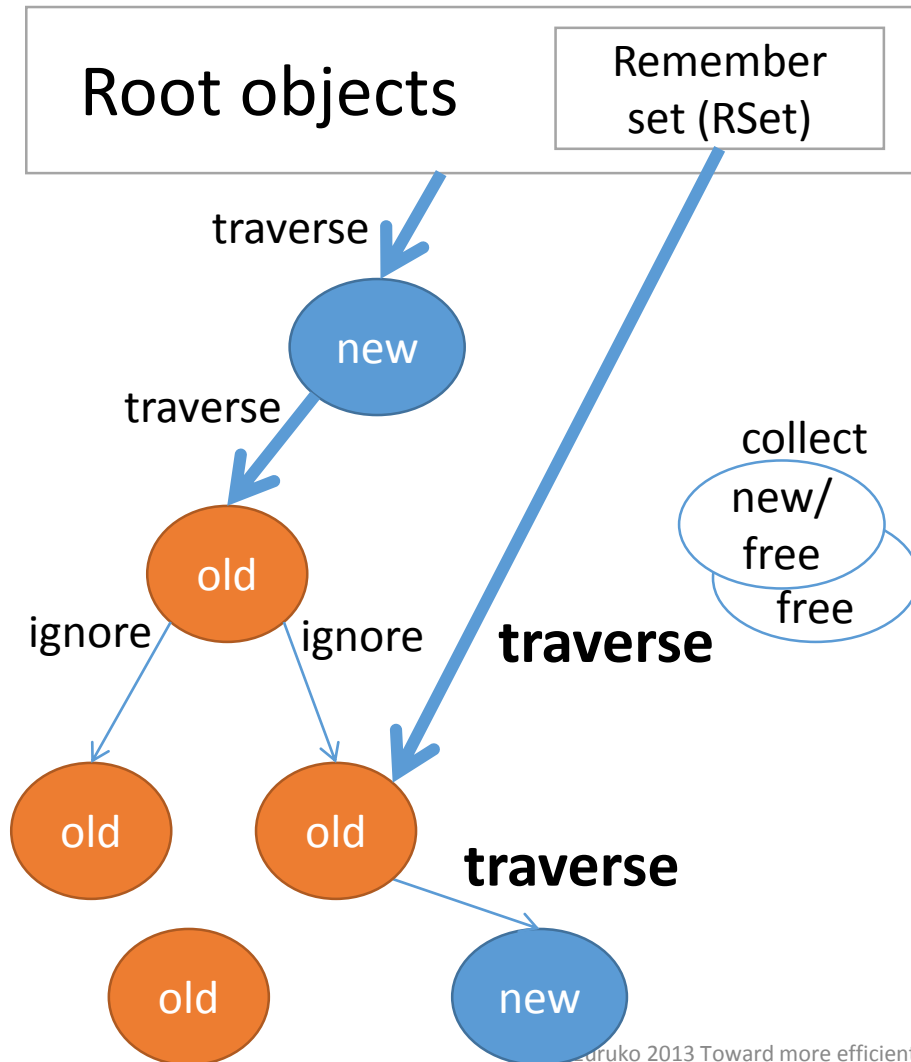 Root objects
Remember
set (RSet)
traverse
new
traverse
collect
new/
free
free
old
ignore
ignore
traverse
old
old
traverse
old
new
2013 Toward more efficient